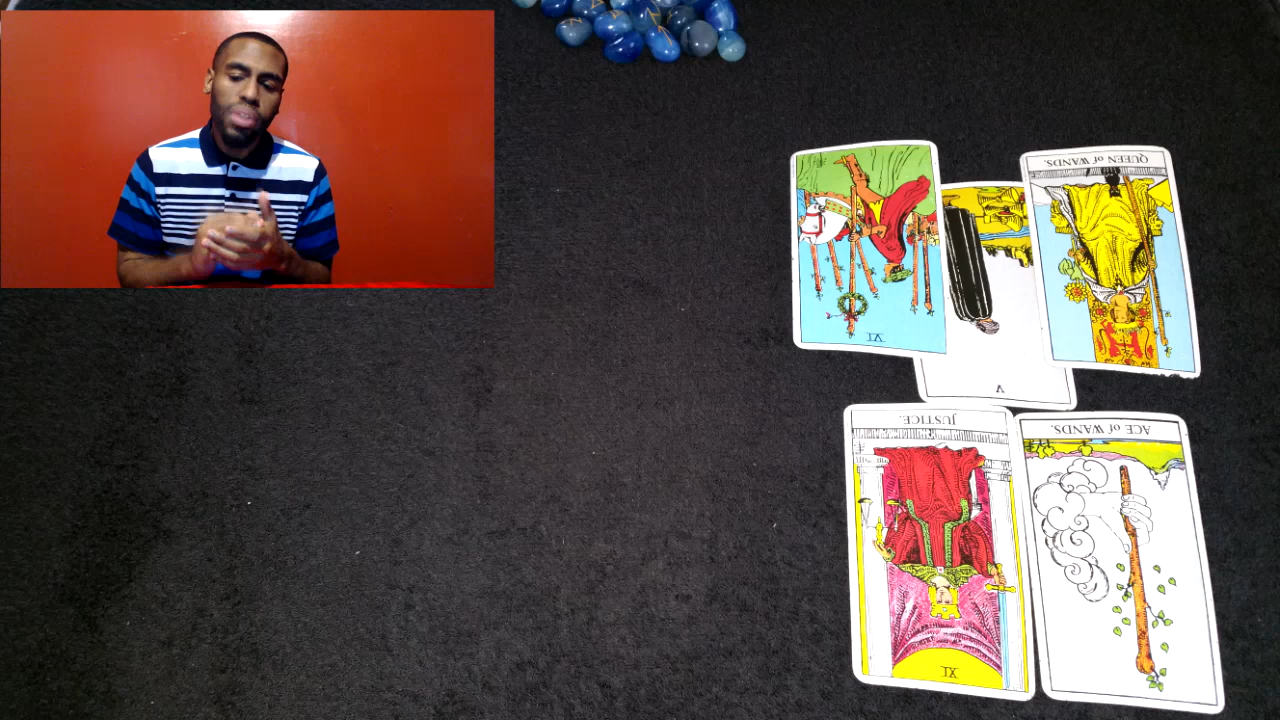 QUEEN of WANDS.
VI
V
JUSTICE.
ACE of WANDS.
XI